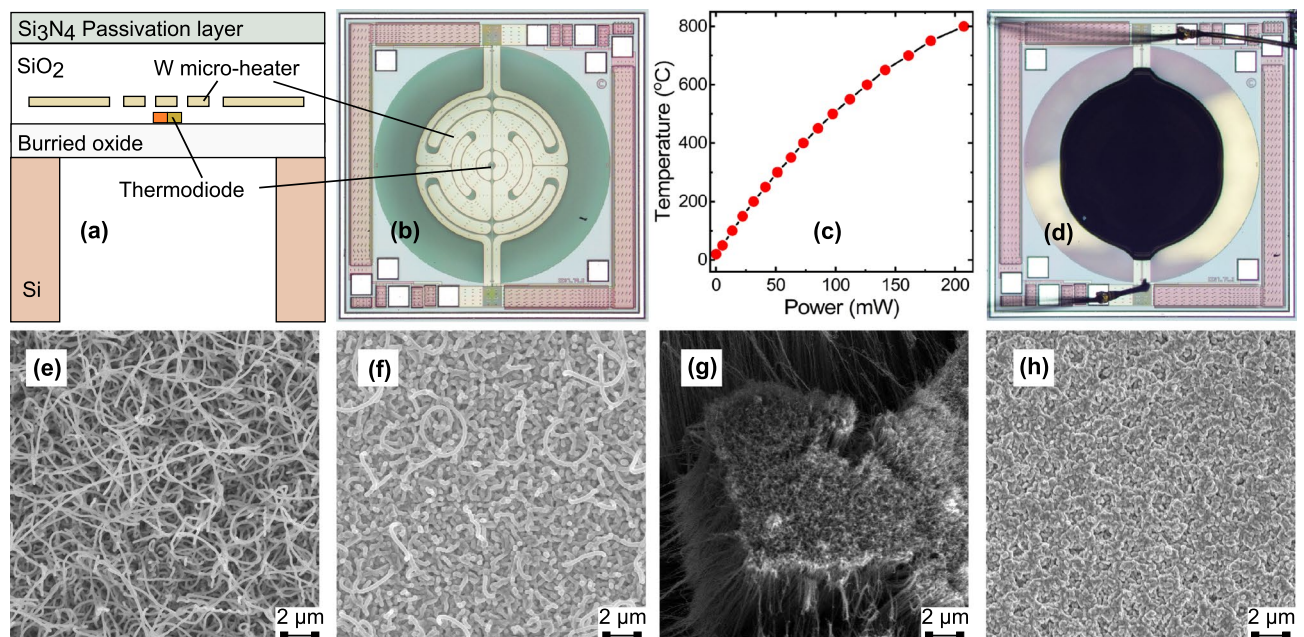 Si3N4 Passivation layer
SiO2
W micro-heater
Burried oxide
Thermodiode
(a)
Si
(b)
©
Temperature (°C)
800
600
400
200
0
(c)
0 50 100 150 200
Power (mW)
(d)
(e)
2 µm
(f)
2 µm
(g)
2 µm
(h)
2 µm